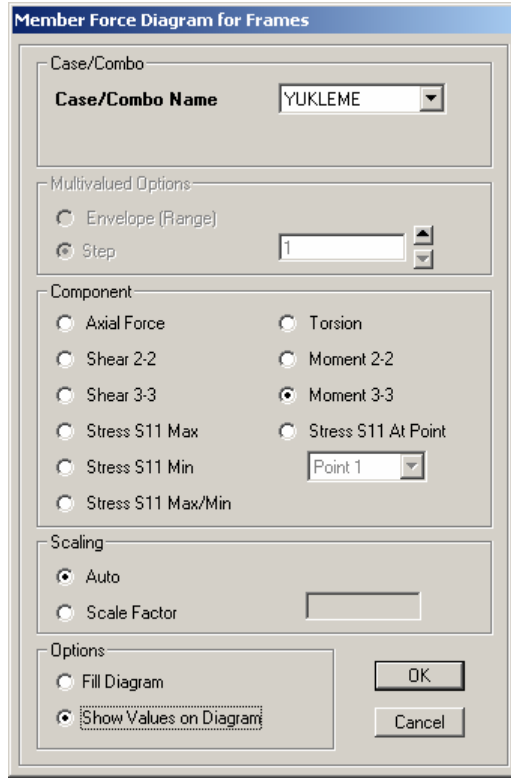 Member Force Diagram for Frames
Case/Combo
Case/Combo Name YUKLEME
Multivalued Options
Envelope (Range)
Step 1
Component
Axial Force Torsion
Shear 2-2 Moment 2-2
Shear 3-3 Moment 3-3
Stress S11 Max Stress S11 At Point
Stress S11 Min Point 1
Stress S11 Max/Min
Scaling
Auto
Scale Factor
Options
Fill Diagram OK
Show Values on Diagram Cancel